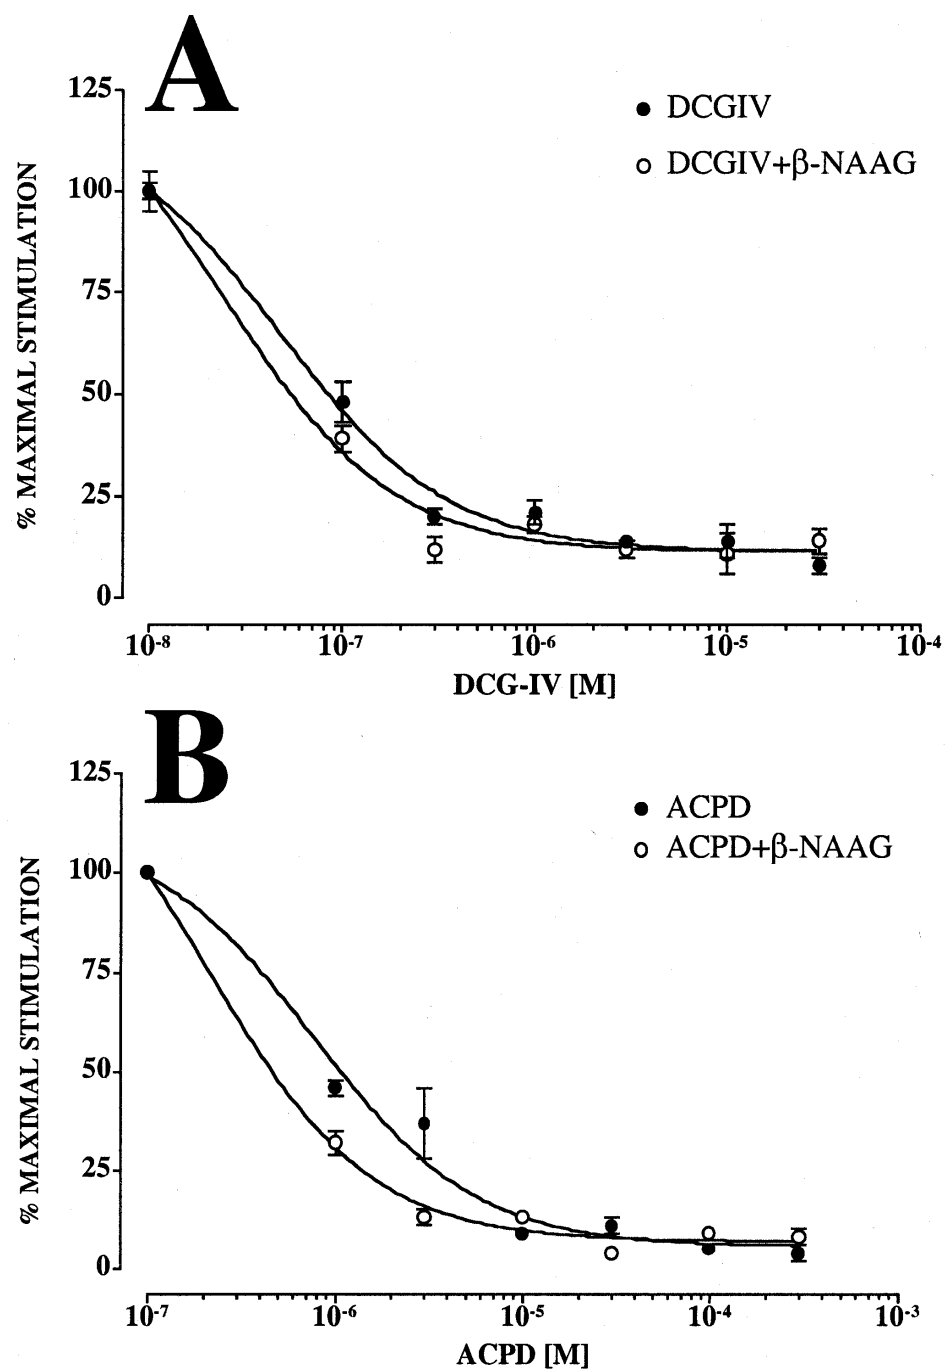 A
125
DCGIV
DCGIV+β-NAAG
100
75
50
25
0
% MAXIMAL STIMULATION
10-8 10-7 10-6 10-5 10-4
DCG-IV [M]
B
125
ACPD
ACPD+β-NAAG
100
75
50
25
0
% MAXIMAL STIMULATION
10-7 10-6 10-5 10-4 10-3
ACPD [M]